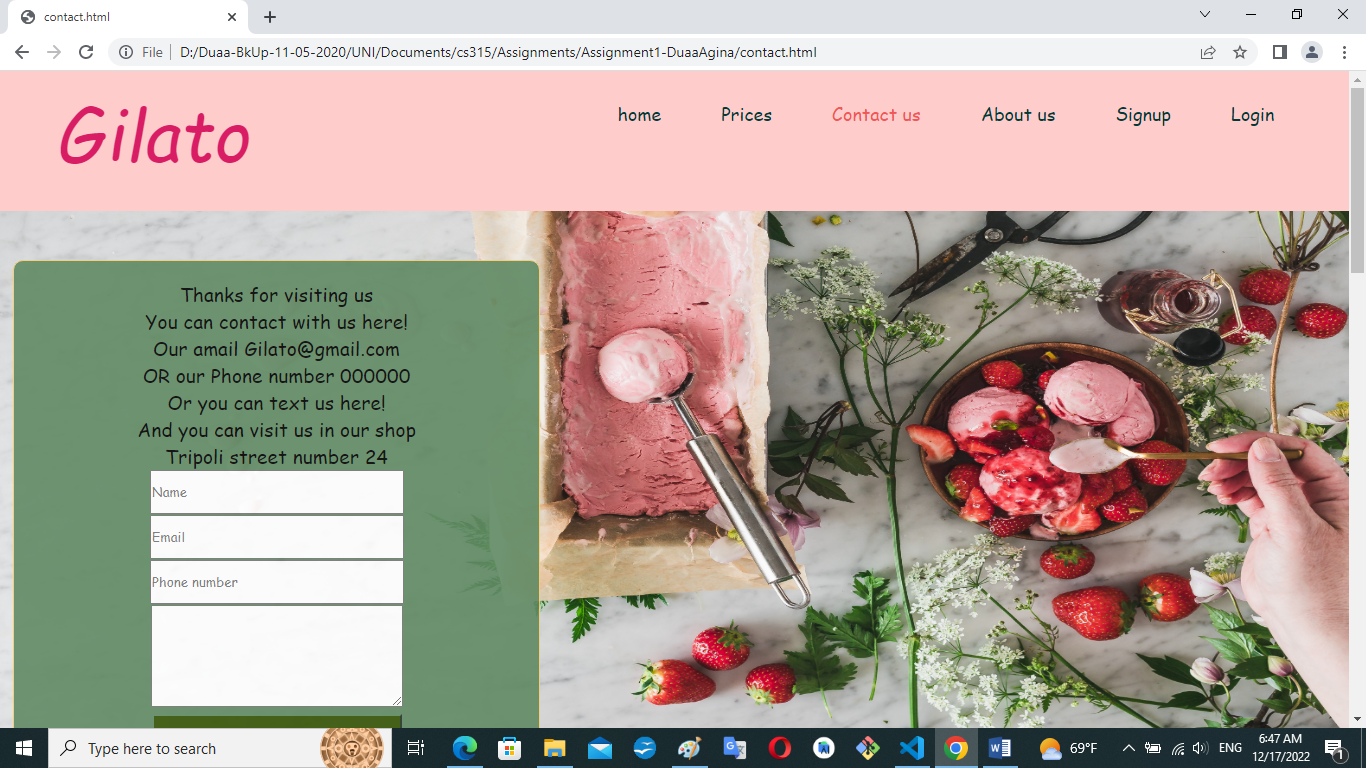 contact.html
File
D:/Duaa-BkUp-11-05-2020/UNI/Documents/cs315/Assignments/Assignment1-DuaaAgina/contact.html
Gilato
home Prices Contact us About us Signup Login
Thanks for visiting us
You can contact with us here!
Our amail Gilato@gmail.com
OR our Phone number 000000
Or you can text us here!
And you can visit us in our shop
Tripoli street number 24
Name
Email
Phone number
Type here to search
69°F
ENG
6:47 AM
12/17/2022
1